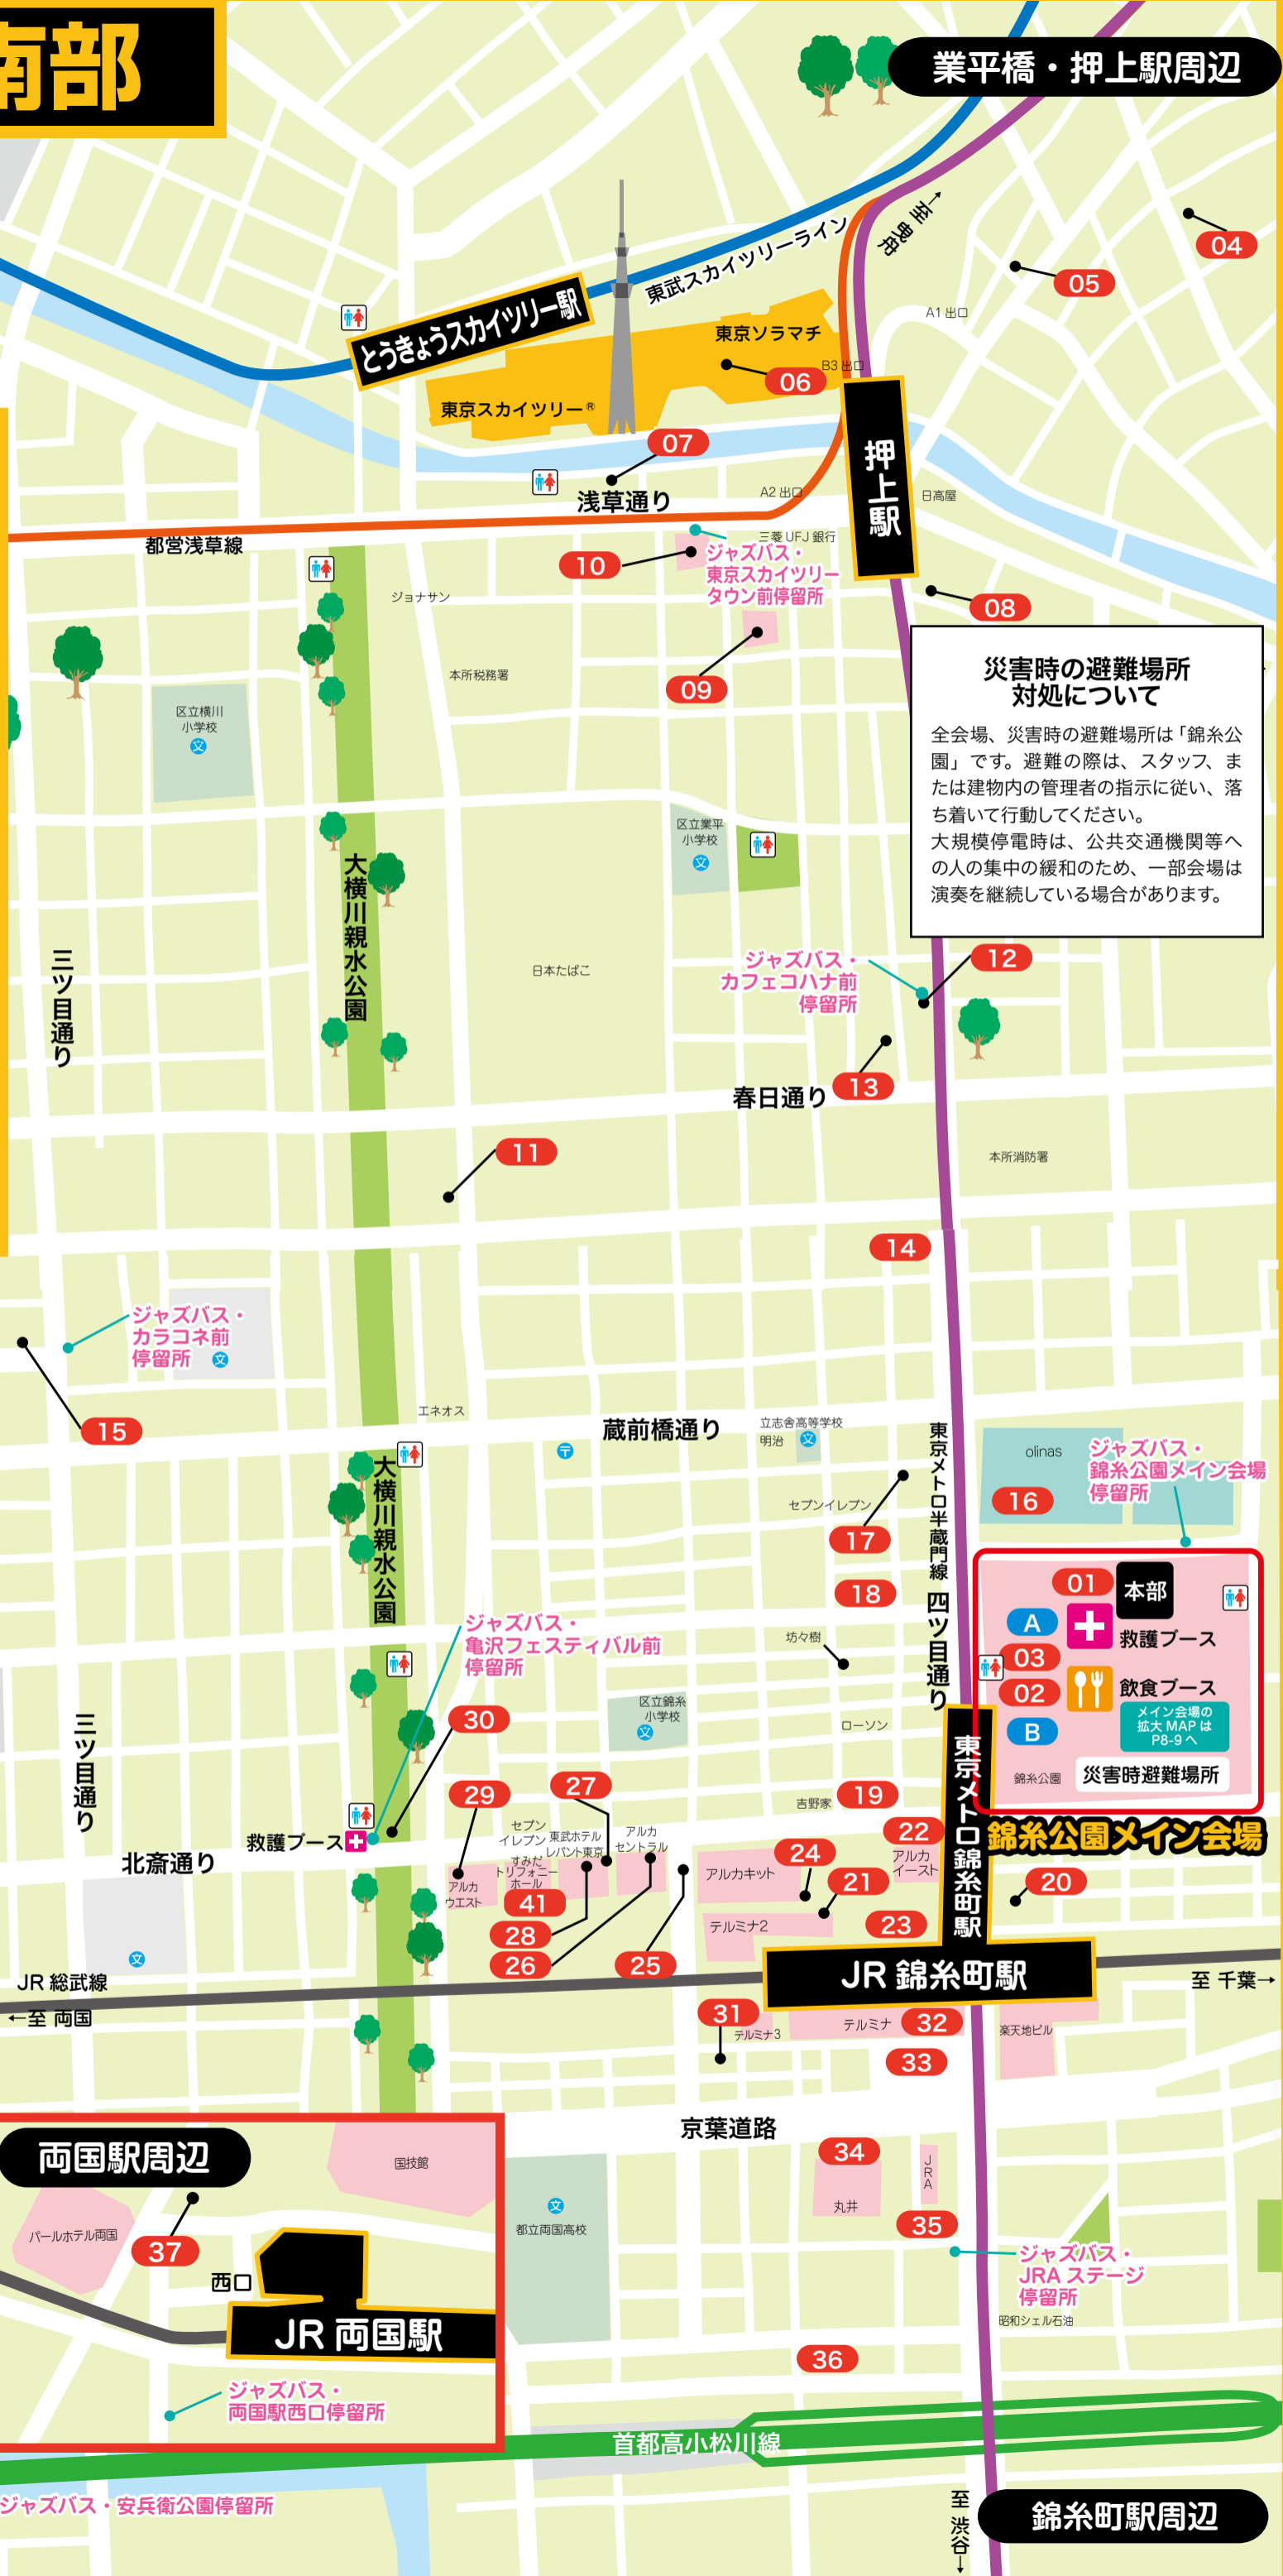 南部
業平橋・押上駅周辺
04
05
至 曳舟
東武スカイツリーライン
A1 出口
とうきょうスカイツリー駅
東京ソラマチ
B3 出口
06
東京スカイツリー®
07
押上駅
浅草通り
A2 出口
日高屋
都営浅草線
三菱 UFJ 銀行
10
ジャズバス・
東京スカイツリー
タウン前停留所
ジョナサン
08
本所税務署
09
災害時の避難場所
対処について
全会場、災害時の避難場所は「錦糸公
園」です。避難の際は、スタッフ、ま
たは建物内の管理者の指示に従い、落
ち着いて行動してください。
大規模停電時は、公共交通機関等へ
の人の集中の緩和のため、一部会場は
演奏を継続している場合があります。
区立横川
小学校
文
区立業平
小学校
文
大横川親水公園
三ツ目通り
日本たばこ
ジャズバス・
カフェコハナ前
停留所
12
13
春日通り
11
本所消防署
14
ジャズバス・
カラコネ前
停留所
文
15
エネオス
蔵前橋通り
〒
立志舎高等学校
明治
文
東京メトロ半蔵門線
olinas
ジャズバス・
錦糸公園メイン会場
停留所
16
セブンイレブン
17
大横川親水公園
18
四ツ目通り
01
本部
A
救護ブース
03
02
飲食ブース
B
メイン会場の
拡大 MAP は
P8-9 へ
錦糸公園
災害時避難場所
錦糸公園メイン会場
ジャズバス・
亀沢フェスティバル前
停留所
坊々樹
区立錦糸
小学校
文
30
ローソン
三ツ目通り
東京メトロ錦糸町駅
29
27
吉野家
19
救護ブース
北斎通り
セブン
イレブン
東武ホテル
レバント東京
アルカ
セントラル
22
アルカ
イースト
24
すみだ
トリフォニー
ホール
アルカ
ウエスト
アルカキット
21
20
41
28
26
25
テルミナ2
23
文
JR 総武線
←至 両国
JR 錦糸町駅
至 千葉→
31
テルミナ3
テルミナ
32
楽天地ビル
33
両国駅周辺
国技館
京葉道路
34
丸井
JRA
パールホテル両国
37
文
都立両国高校
35
西口
JR 両国駅
ジャズバス・
JRA ステージ
停留所
昭和シェル石油
36
ジャズバス・
両国駅西口停留所
首都高小松川線
ジャズバス・安兵衛公園停留所
至 渋谷→
錦糸町駅周辺